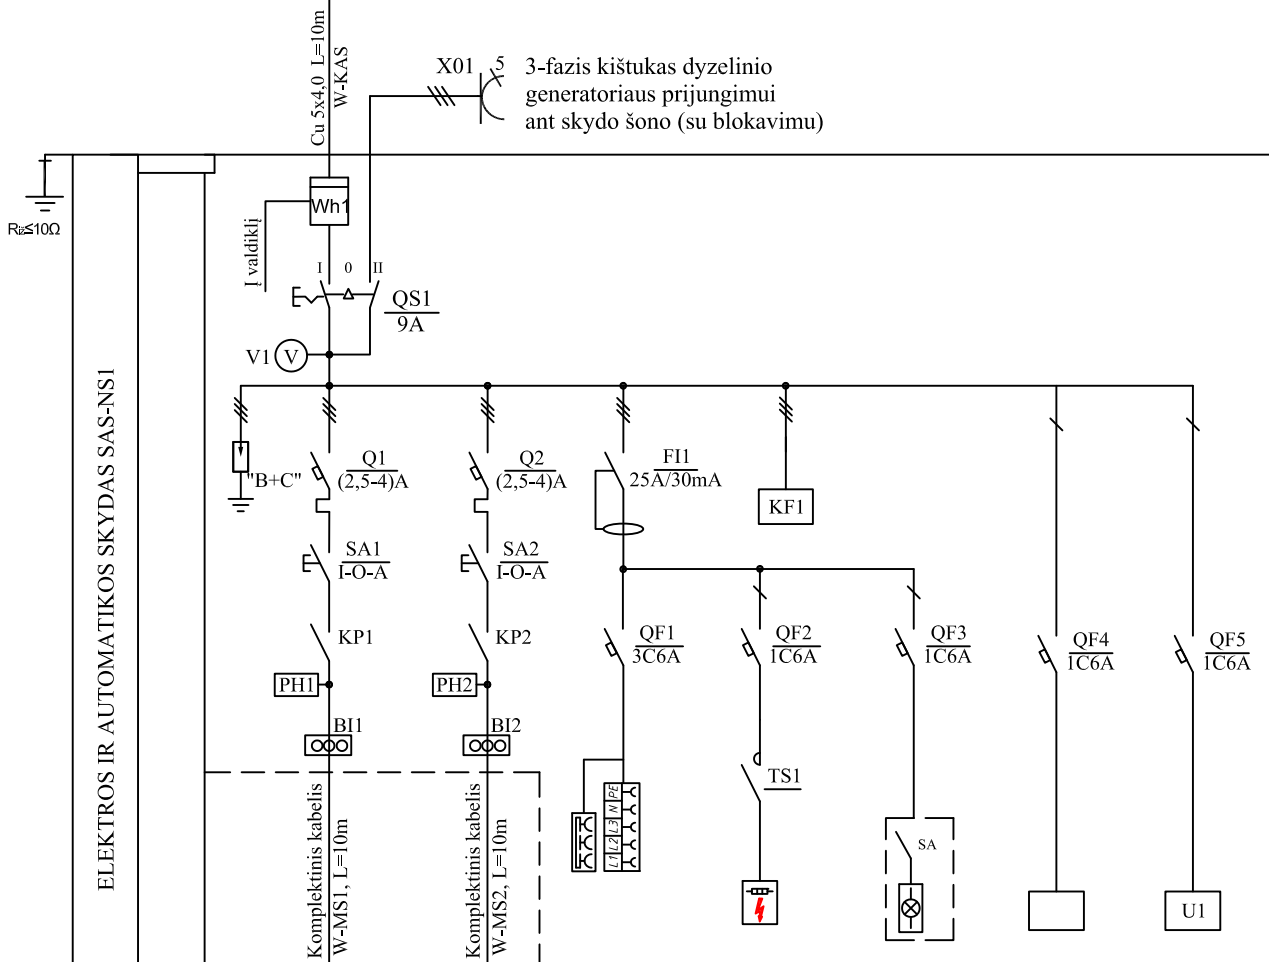 Cu 5x4,0 L=10m
W-KAS
X01
5
3-fazis kištukas dyzelinio
generatoriaus prijungimui
ant skydo šono (su blokavimu)
Rįž≤10Ω
Wh1
Į valdiklį
I 0 II
QS1
9A
V1
V
ELEKTROS IR AUTOMATIKOS SKYDAS SAS-NS1
"B+C"
Q1
(2,5-4)A
Q2
(2,5-4)A
FI1
25A/30mA
KF1
SA1
I-O-A
SA2
I-O-A
KP1
KP2
QF1
3C6A
QF2
1C6A
QF3
1C6A
QF4
1C6A
QF5
1C6A
PH1
PH2
BI1
BI2
TS1
L1 L2 L3 N PE
SA
U1
Komplektinis kabelis
W-MS1, L=10m
Komplektinis kabelis
W-MS2, L=10m